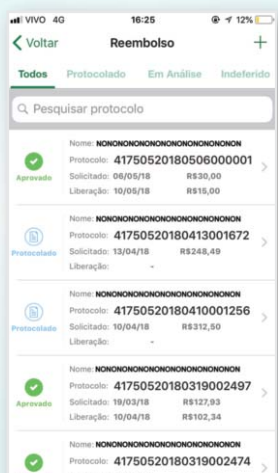 VIVO 4G 16:25 12%
Voltar Reembolso +
Todos Protocolado Em Análise Indeferido
Pesquisar protocolo
Nome: NONONONONONONONONONONONON
Protocolo: 41750520180506000001
Aprovado Solicitado: 06/05/18 R$30,00
Liberação: 10/05/18 R$15,00
Nome: NONONONONONONONONONONONON
Protocolo: 41750520180413001672
Protocolado Solicitado: 13/04/18 R$248,49
Liberação: -
Nome: NONONONONONONONONONONONON
Protocolo: 41750520180410001256
Protocolado Solicitado: 10/04/18 R$312,50
Liberação: -
Nome: NONONONONONONONONONONONON
Protocolo: 41750520180319002497
Aprovado Solicitado: 19/03/18 R$127,93
Liberação: 10/04/18 R$102,34
Nome: NONONONONONONONONONONONON
Protocolo: 41750520180319002474